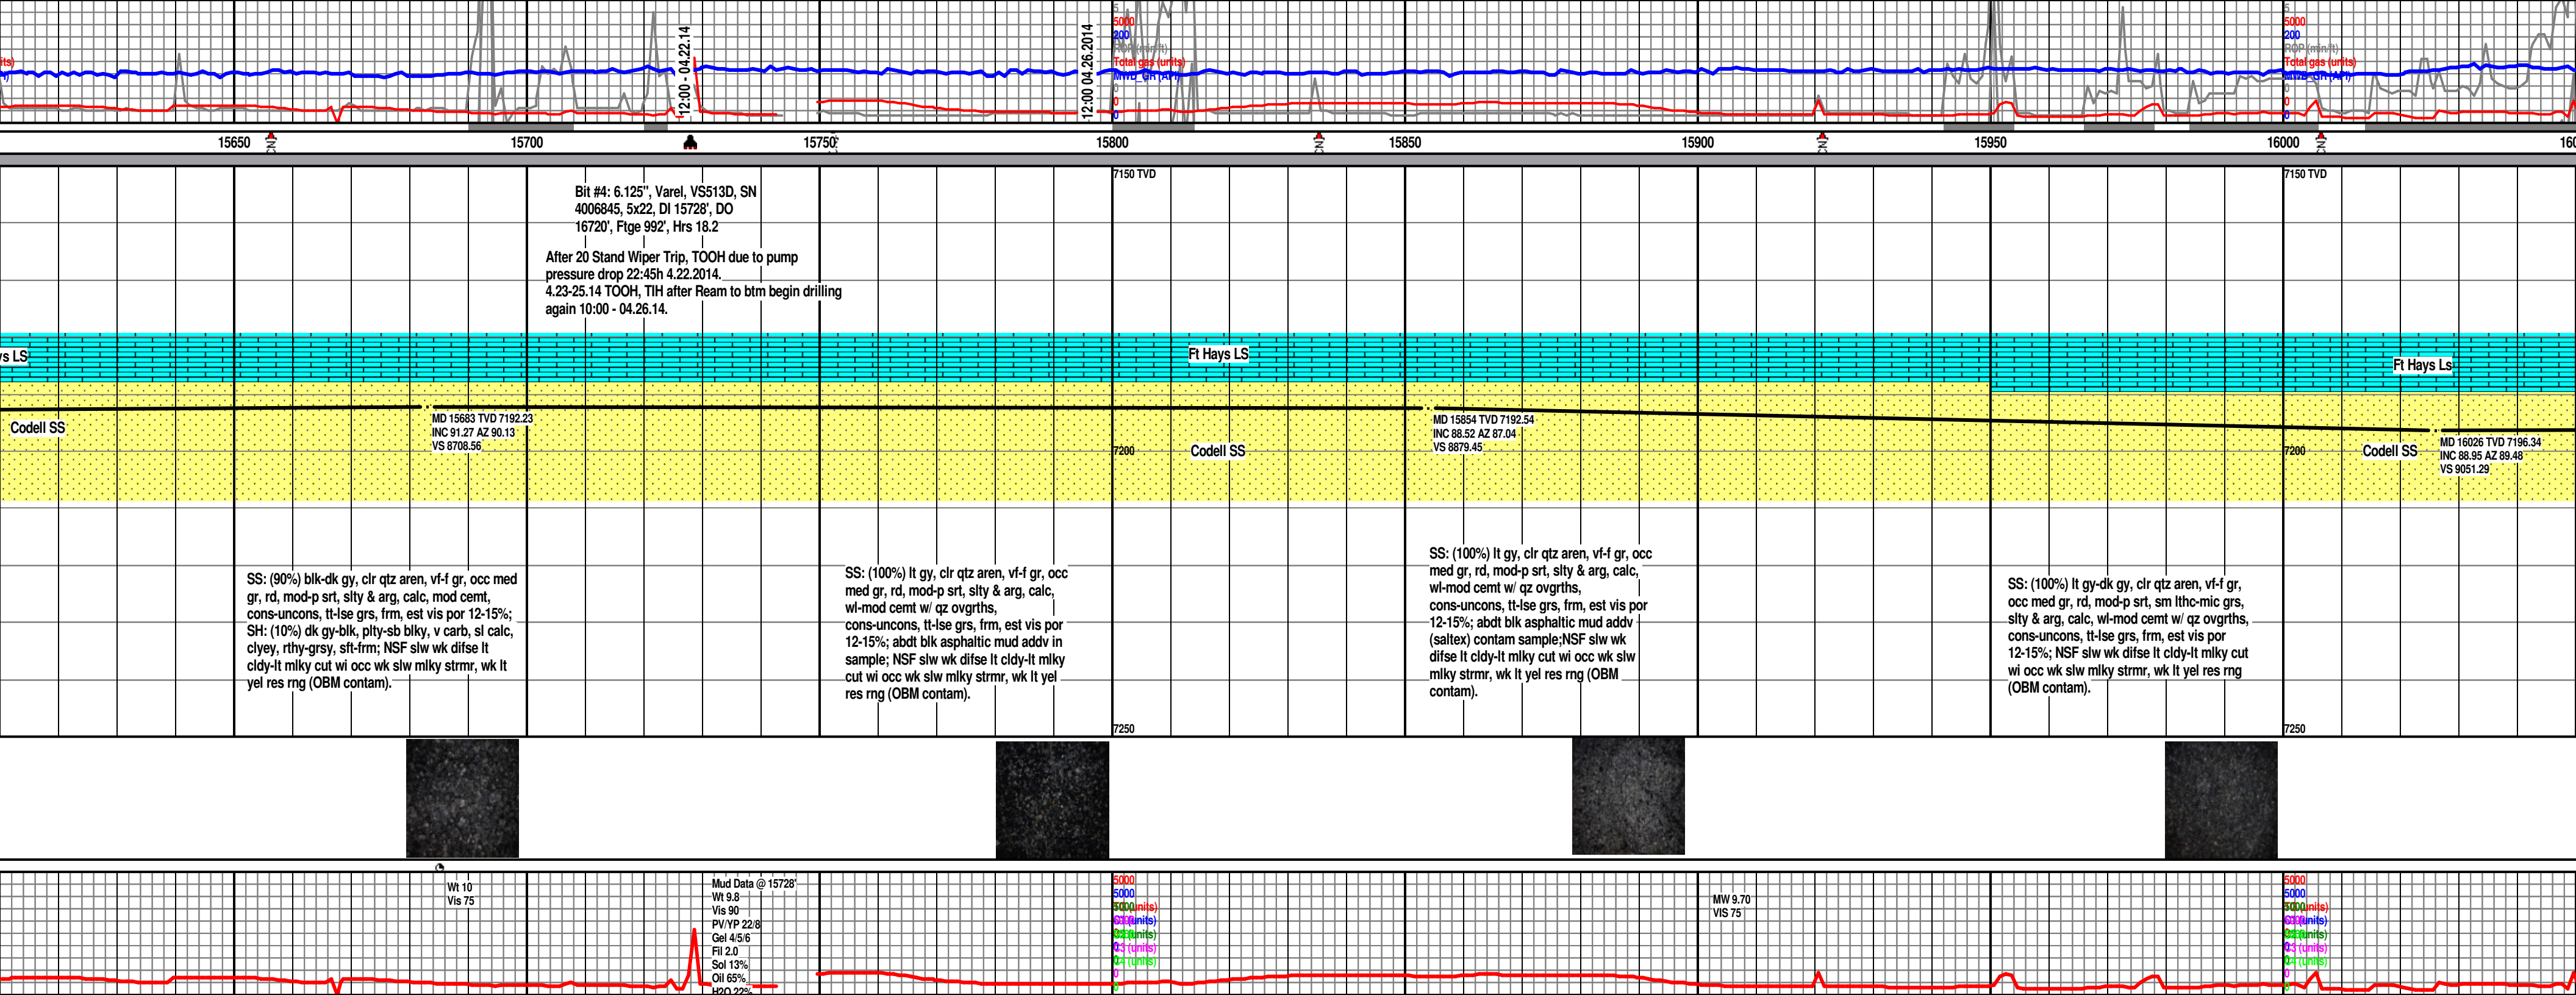 5000
200
ROP (min/ft)
Total gas (units)
MWD_GR (API)
0
0
12:00 - 04.22.14
12:00 04.26.2014
5000
200
ROP (min/ft)
Total gas (units)
MWD_GR (API)
0
0
15650
15700
15750
15800
15850
15900
15950
16000
CN
CN
CN
CN
7150 TVD
7150 TVD
Bit #4: 6.125", Varel, VS513D, SN
4006845, 5x22, DI 15728', DO
16720', Ftge 992', Hrs 18.2
After 20 Stand Wiper Trip, TOOH due to pump
pressure drop 22:45h 4.22.2014.
4.23-25.14 TOOH, TIH after Ream to btm begin drilling
again 10:00 - 04.26.14.
ys LS
Ft Hays LS
Ft Hays Ls
Codell SS
MD 15683 TVD 7192.23
INC 91.27 AZ 90.13
VS 8708.56
7200
Codell SS
MD 15854 TVD 7192.54
INC 88.52 AZ 87.04
VS 8879.45
7200
Codell SS
MD 16026 TVD 7196.34
INC 88.95 AZ 89.48
VS 9051.29
SS: (90%) blk-dk gy, clr qtz aren, vf-f gr, occ med
gr, rd, mod-p srt, slty & arg, calc, mod cemt,
cons-uncons, tt-lse grs, frm, est vis por 12-15%;
SH: (10%) dk gy-blk, plty-sb blky, v carb, sl calc,
clyey, rthy-grsy, sft-frm; NSF slw wk difse lt
cldy-lt mlky cut wi occ wk slw mlky strmr, wk lt
yel res rng (OBM contam).
SS: (100%) lt gy, clr qtz aren, vf-f gr, occ
med gr, rd, mod-p srt, slty & arg, calc,
wl-mod cemt w/ qz ovgrths,
cons-uncons, tt-lse grs, frm, est vis por
12-15%; abdt blk asphaltic mud addv in
sample; NSF slw wk difse lt cldy-lt mlky
cut wi occ wk slw mlky strmr, wk lt yel
res rng (OBM contam).
SS: (100%) lt gy, clr qtz aren, vf-f gr, occ
med gr, rd, mod-p srt, slty & arg, calc,
wl-mod cemt w/ qz ovgrths,
cons-uncons, tt-lse grs, frm, est vis por
12-15%; abdt blk asphaltic mud addv
(saltex) contam sample;NSF slw wk
difse lt cldy-lt mlky cut wi occ wk slw
mlky strmr, wk lt yel res rng (OBM
contam).
SS: (100%) lt gy-dk gy, clr qtz aren, vf-f gr,
occ med gr, rd, mod-p srt, sm lthc-mic grs,
slty & arg, calc, wl-mod cemt w/ qz ovgrths,
cons-uncons, tt-lse grs, frm, est vis por
12-15%; NSF slw wk difse lt cldy-lt mlky cut
wi occ wk slw mlky strmr, wk lt yel res rng
(OBM contam).
7250
7250
Wt 10
Vis 75
Mud Data @ 15728'
Wt 9.8
Vis 90
PV/YP 22/8
Gel 4/5/6
Fil 2.0
Sol 13%
Oil 65%
H2O 22%
5000
5000
MW 9.70
VIS 75
5000
5000